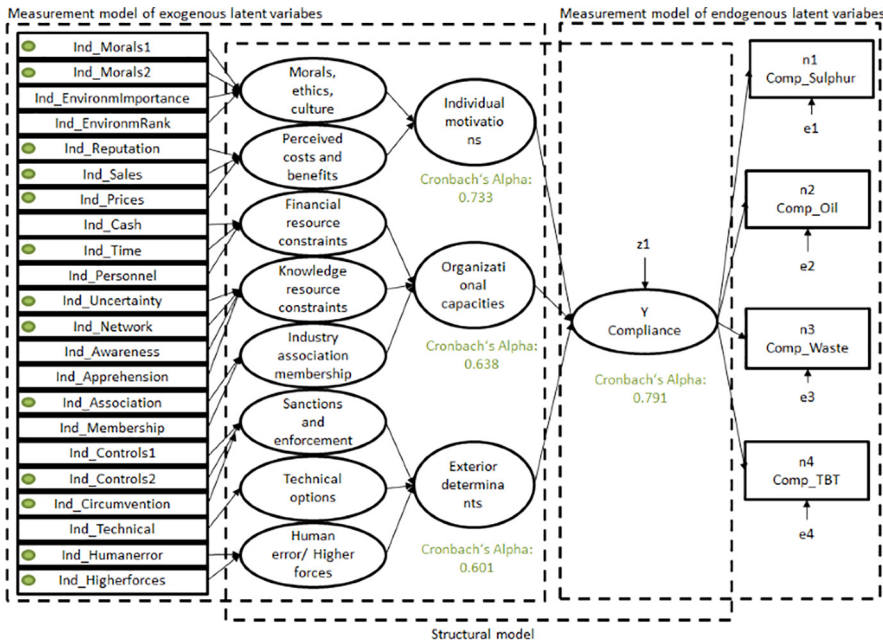 Measurement model of exogenous latent variabes
Measurement model of endogenous latent variabes
Ind_Morals1
Ind_Morals2
Ind_EnvironmImportance
Ind_EnvironmRank
Ind_Reputation
Ind_Sales
Ind_Prices
Ind_Cash
Ind_Time
Ind_Personnel
Ind_Uncertainty
Ind_Network
Ind_Awareness
Ind_Apprehension
Ind_Association
Ind_Membership
Ind_Controls1
Ind_Controls2
Ind_Circumvention
Ind_Technical
Ind_Humanerror
Ind_Higherforces
Morals,
ethics,
culture
Perceived
costs and
benefits
Financial
resource
constraints
Knowledge
resource
constraints
Industry
association
membership
Sanctions
and
enforcement
Technical
options
Human
error/ Higher
forces
Individual
motivatio
ns
Cronbach's Alpha:
0.733
Organizati
onal
capacities
Cronbach's Alpha:
0.638
Exterior
determina
nts
Cronbach's Alpha:
0.601
z1
Y
Compliance
Cronbach's Alpha:
0.791
n1
Comp_Sulphur
e1
n2
Comp_Oil
e2
n3
Comp_Waste
e3
n4
Comp_TBT
e4
Structural model